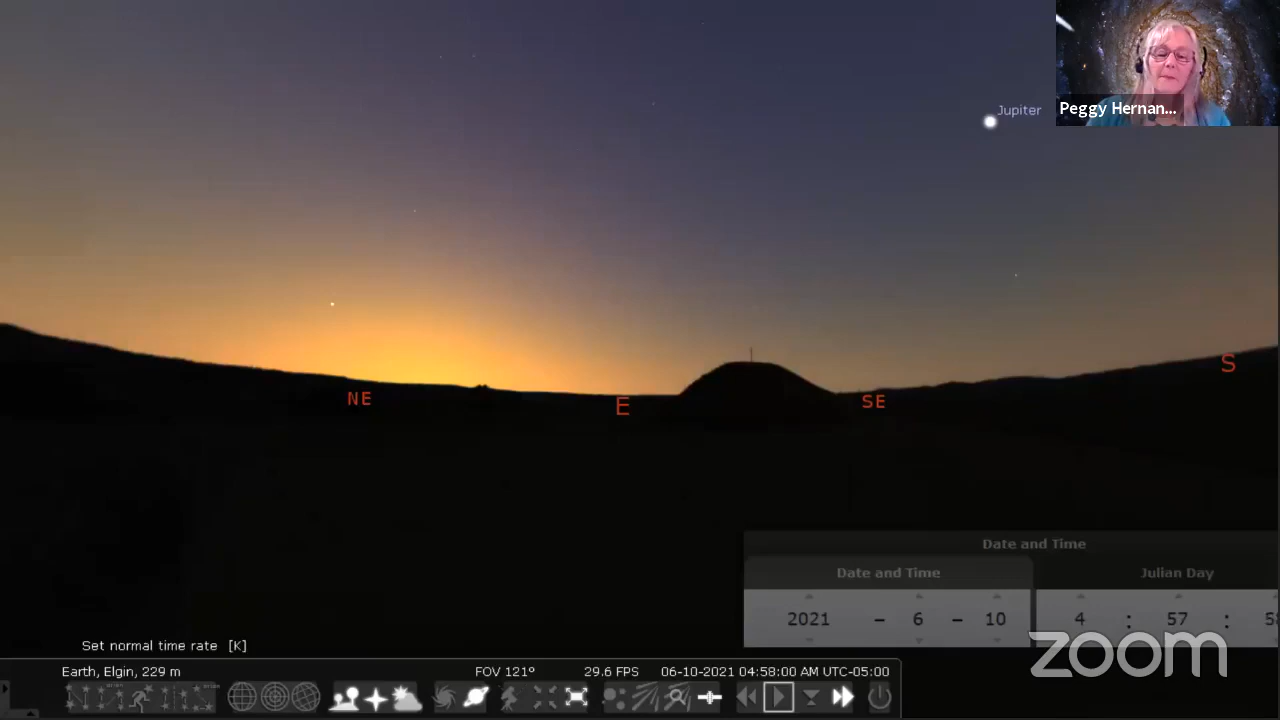 Jupiter
Peggy Hernan...
NE
E
SE
S
Date and Time
Date and Time
Julian Day
2021 - 6 - 10
4 : 57 :
zoom
Set normal time rate [K]
Earth, Elgin, 229 m
FOV 121°
29.6 FPS
06-10-2021 04:58:00 AM UTC-05:00